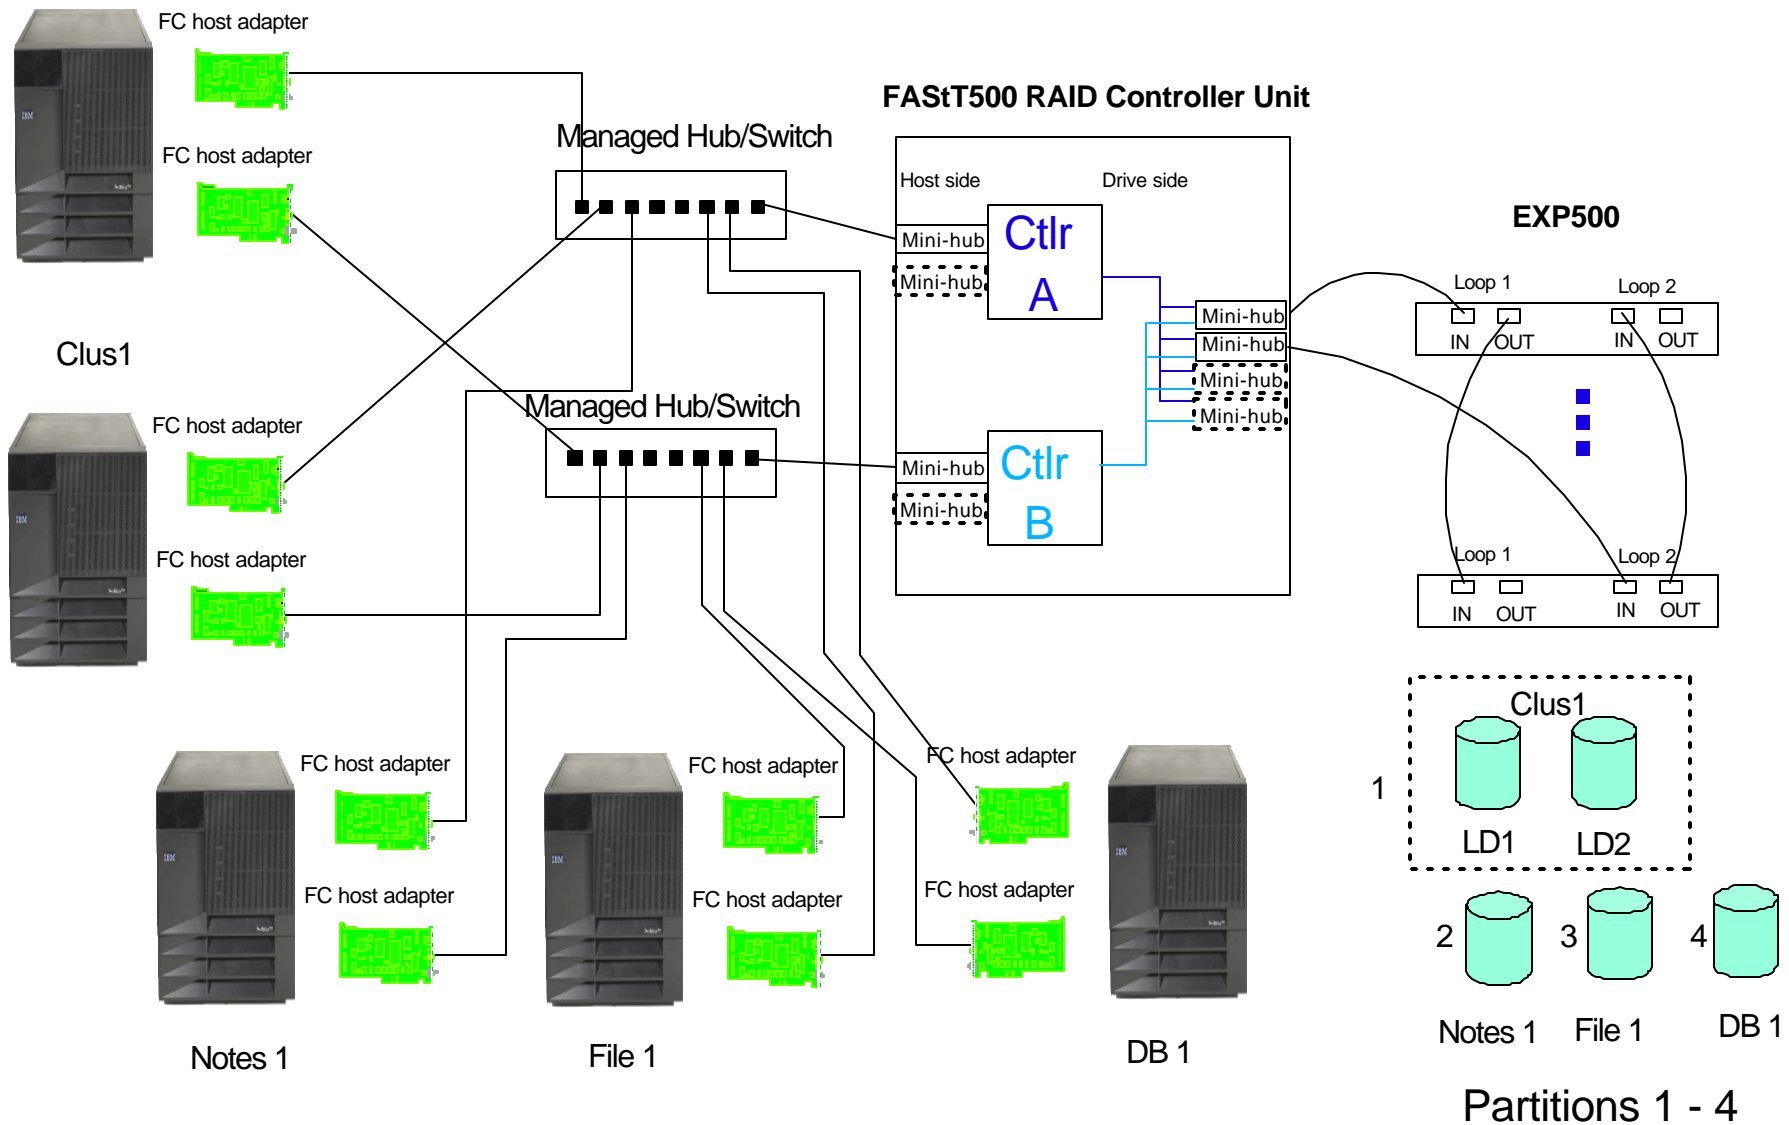 FC host adapter
FC host adapter
IBM
Clus1
FC host adapter
FC host adapter
IBM
Managed Hub/Switch
Managed Hub/Switch
FAStT500 RAID Controller Unit
Host side
Drive side
Mini-hub
Mini-hub
Ctlr
A
Mini-hub
Mini-hub
Mini-hub
Mini-hub
Mini-hub
Mini-hub
Ctlr
B
EXP500
Loop 1
Loop 2
IN
OUT
IN
OUT
Loop 1
Loop 2
IN
OUT
IN
OUT
FC host adapter
FC host adapter
IBM
Notes 1
FC host adapter
FC host adapter
IBM
File 1
FC host adapter
FC host adapter
IBM
DB 1
Clus1
1
LD1
LD2
2
3
4
Notes 1
File 1
DB 1
Partitions 1 - 4